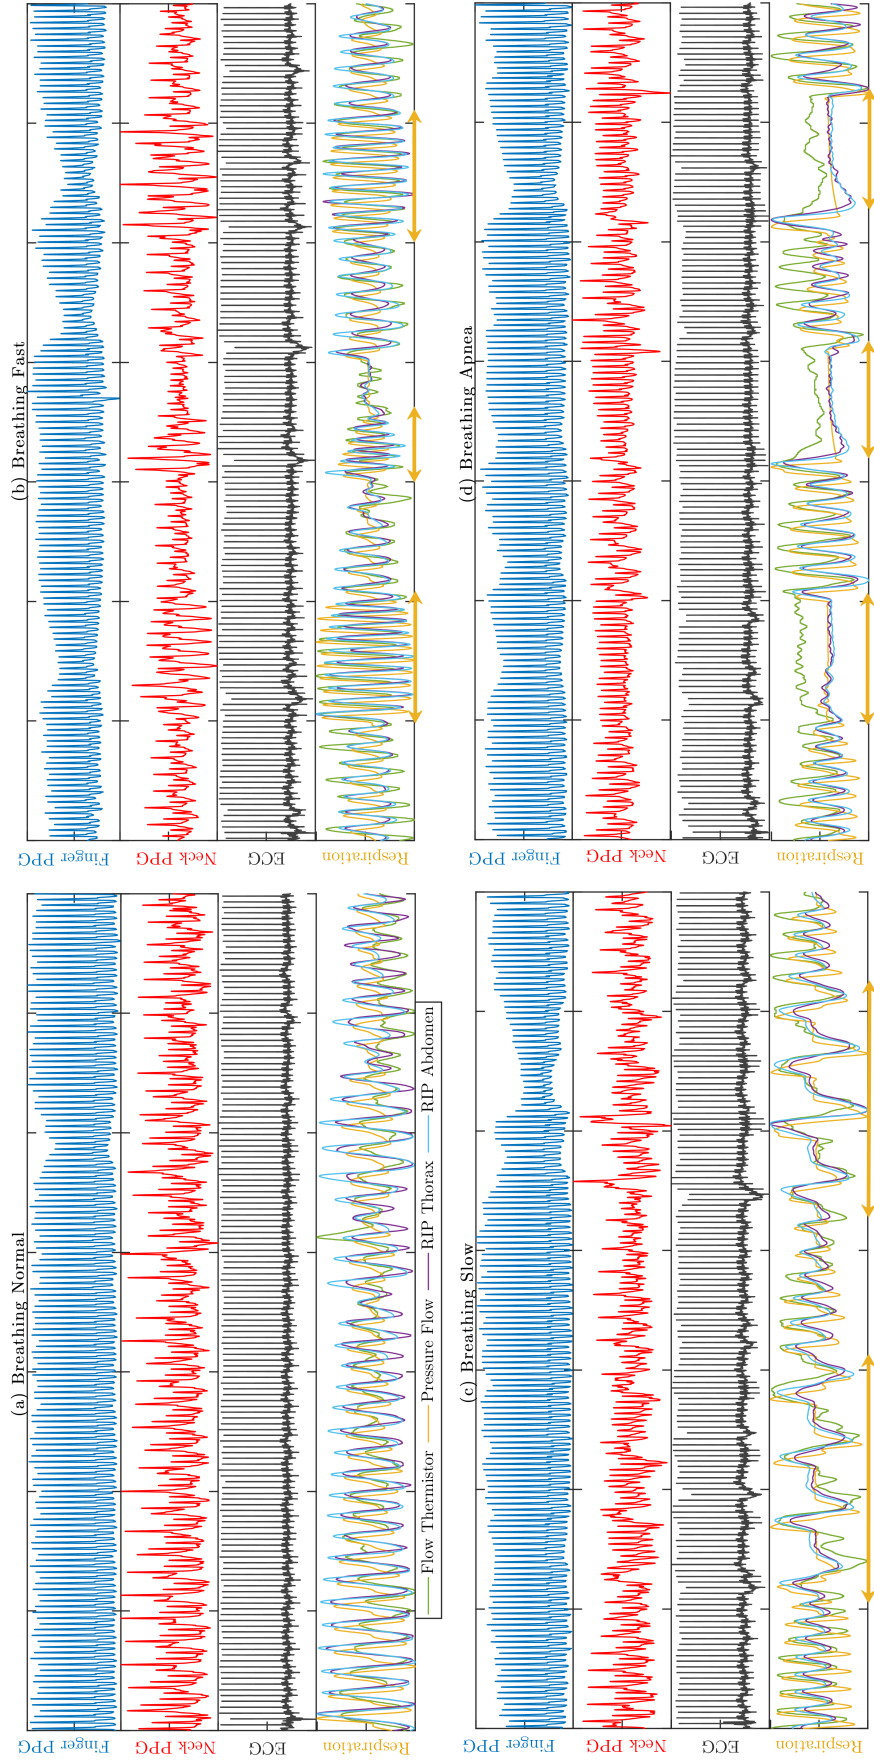 (a) Breathing Normal
Finger PPG
Neck PPG
ECG
Respiration
Flow Thermistor Pressure Flow RIP Thorax RIP Abdomen
(b) Breathing Fast
Finger PPG
Neck PPG
ECG
Respiration
(c) Breathing Slow
Finger PPG
Neck PPG
ECG
Respiration
(d) Breathing Apnea
Finger PPG
Neck PPG
ECG
Respiration